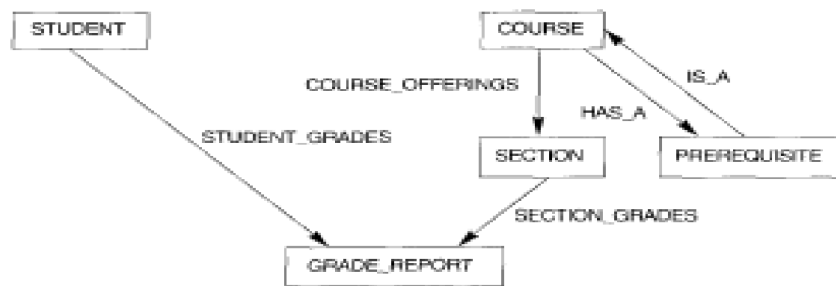 STUDENT
COURSE
COURSE_OFFERINGS
IS_A
HAS_A
STUDENT_GRADES
SECTION
PREREQUISITE
SECTION_GRADES
GRADE_REPORT